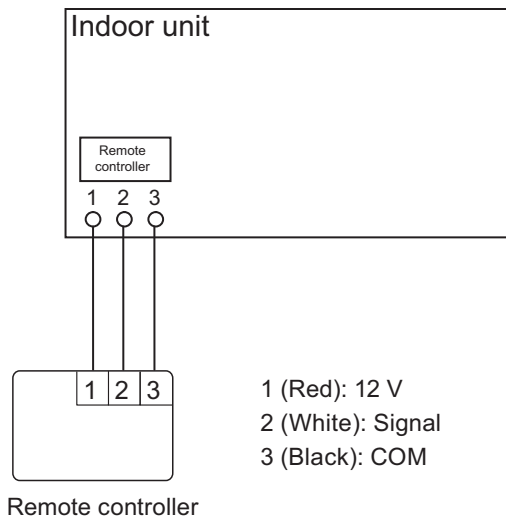 Indoor unit
Remote
controller
1 2 3
1 2 3
1 (Red): 12 V
2 (White): Signal
3 (Black): COM
Remote controller